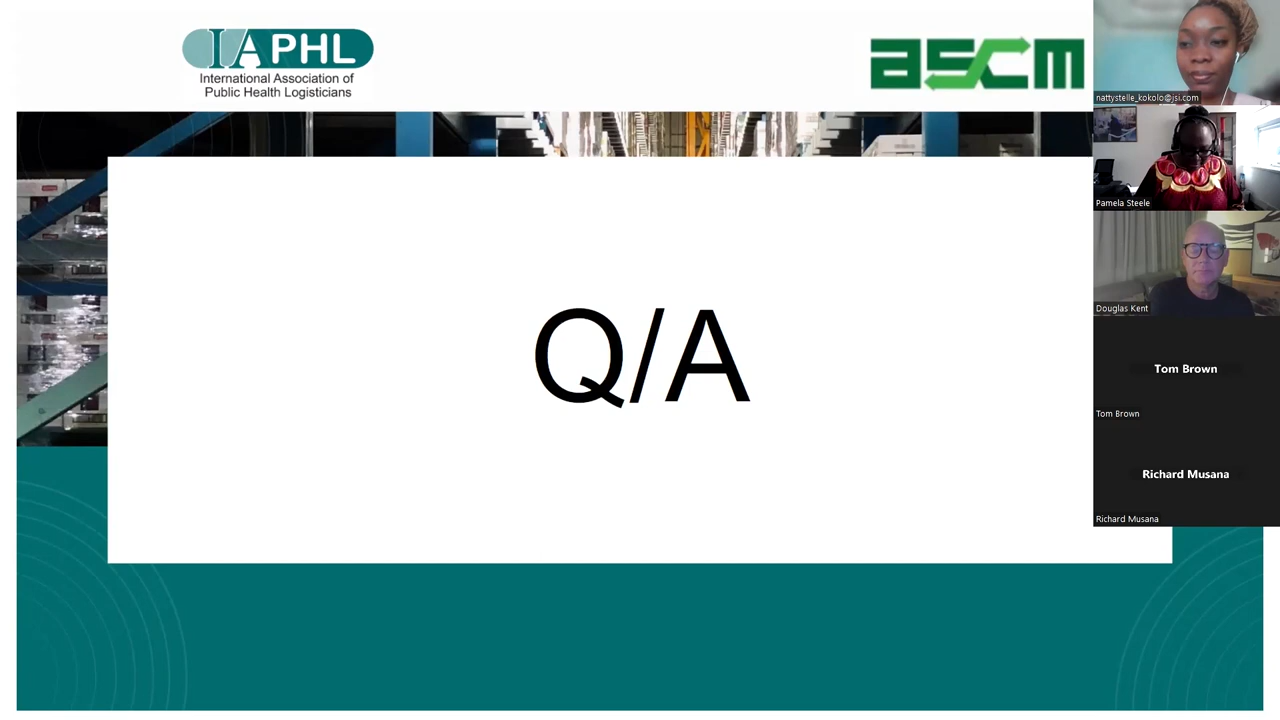 IAPHL
International Association of
Public Health Logisticians
ascm
Q/A
nattystelle_kokolo@jsi.com
Pamela Steele
Douglas Kent
Tom Brown
Tom Brown
Richard Musana
Richard Musana